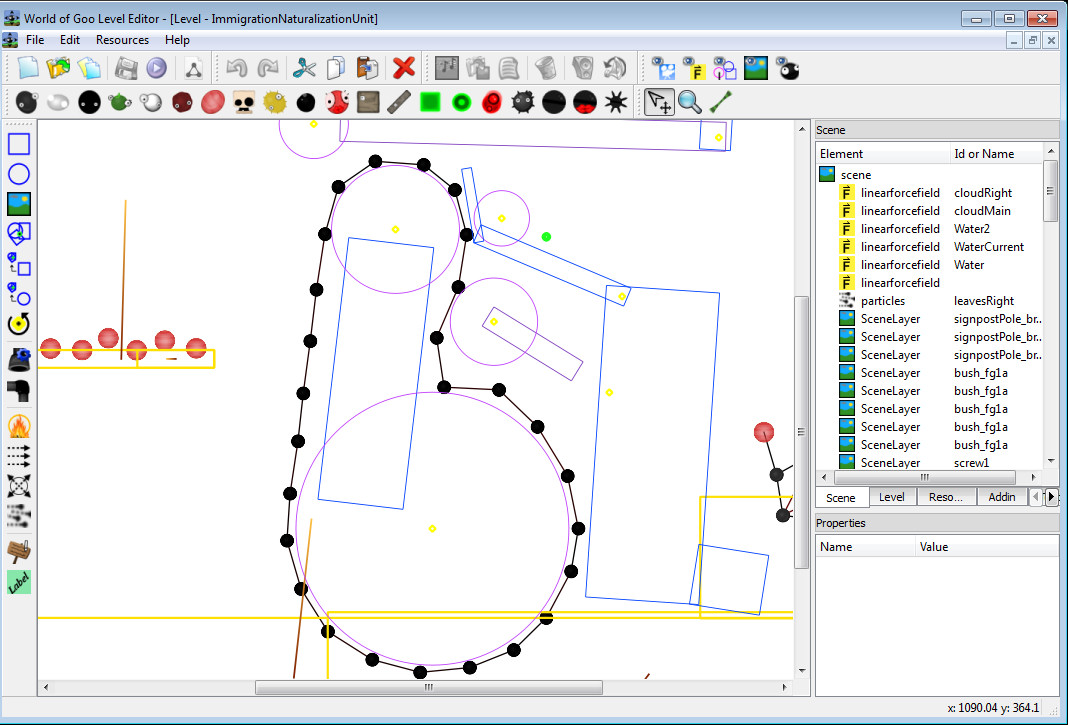 World of Goo Level Editor - [Level - ImmigrationNaturalizationUnit]
File Edit Resources Help
F
Label
Scene
Element Id or Name
scene
F linearforcefield cloudRight
F linearforcefield cloudMain
F linearforcefield Water2
F linearforcefield WaterCurrent
F linearforcefield Water
F linearforcefield
particles leavesRight
SceneLayer signpostPole_br...
SceneLayer signpostPole_br...
SceneLayer signpostPole_br...
SceneLayer bush_fg1a
SceneLayer bush_fg1a
SceneLayer bush_fg1a
SceneLayer bush_fg1a
SceneLayer screw1
Scene Level Reso... Addin
Properties
Name Value
x: 1090.04 y: 364.1